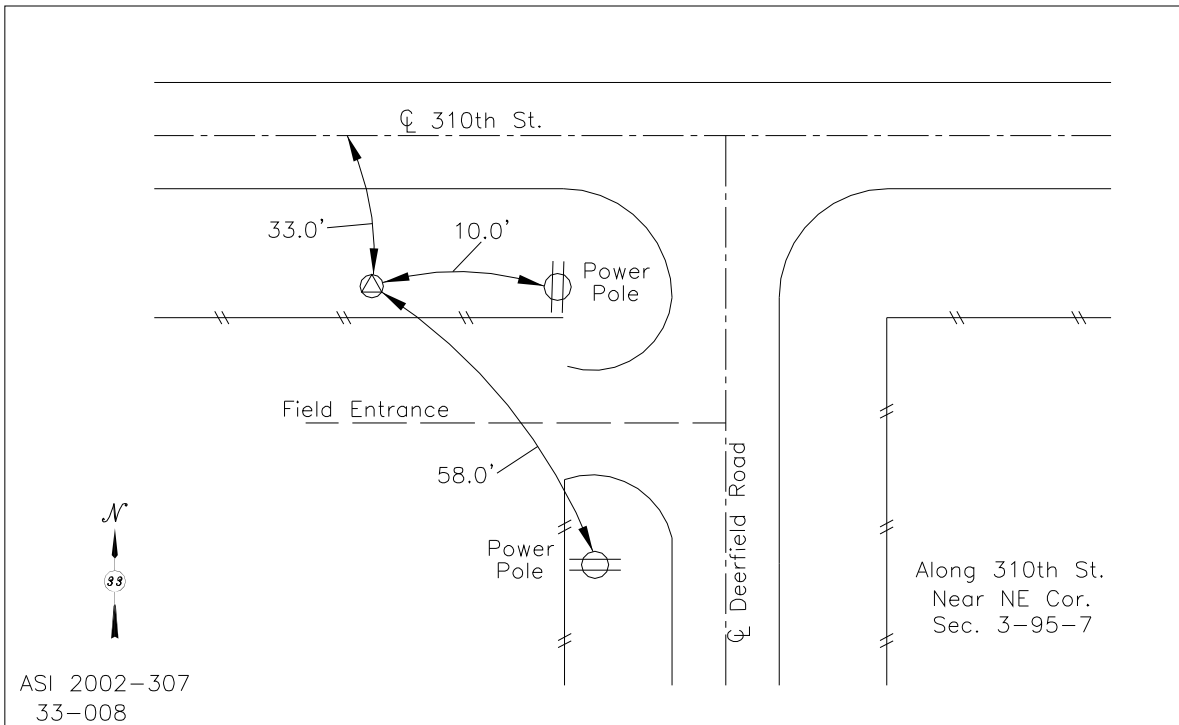 ℄ 310th St.
33.0'
10.0'
Power
Pole
Field Entrance
58.0'
℄ Deerfield Road
N
33
Power
Pole
Along 310th St.
Near NE Cor.
Sec. 3-95-7
ASI 2002-307
33-008